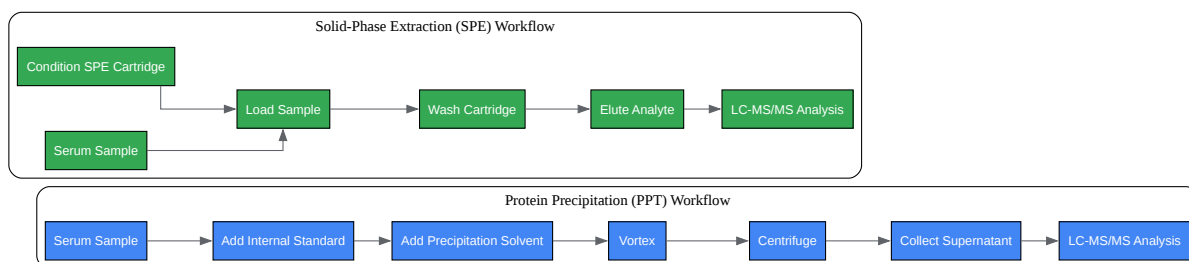 Solid-Phase Extraction (SPE) Workflow
Condition SPE Cartridge
Load Sample
Wash Cartridge
Elute Analyte
LC-MS/MS Analysis
Serum Sample
Protein Precipitation (PPT) Workflow
Serum Sample
Add Internal Standard
Add Precipitation Solvent
Vortex
Centrifuge
Collect Supernatant
LC-MS/MS Analysis